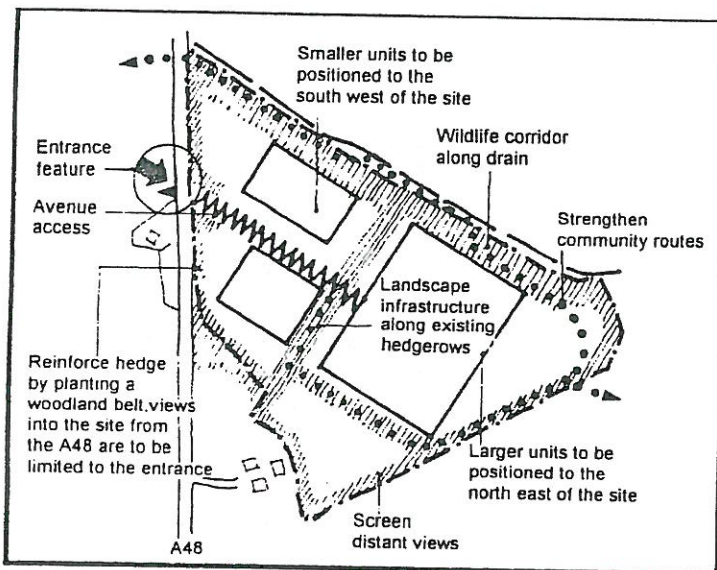 Smaller units to be
positioned to the
south west of the site
Entrance
feature
Wildlife corridor
along drain
Avenue
access
Strengthen
community routes
Landscape
infrastructure
along existing
hedgerows
Reinforce hedge
by planting a
woodland belt,views
into the site from
the A48 are to be
limited to the entrance
Larger units to be
positioned to the
north east of the site
Screen
distant views
A48